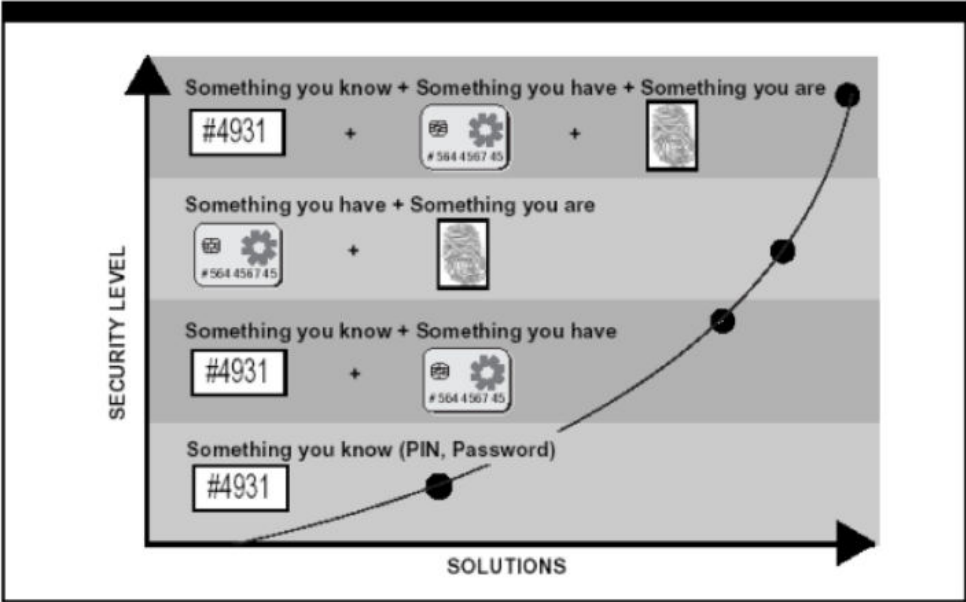 Something you know + Something you have + Something you are
#4931 + # 564 4567 45 +
Something you have + Something you are
# 564 4567 45 +
Something you know + Something you have
#4931 + # 564 4567 45
Something you know (PIN, Password)
#4931
SECURITY LEVEL
SOLUTIONS